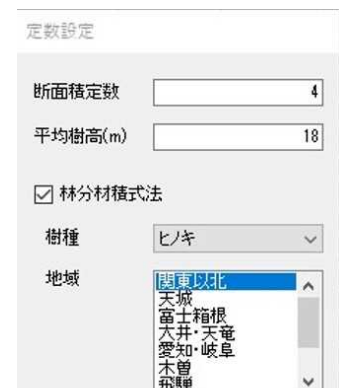 定数設定
断面積定数 4
平均樹高(m) 18
林分材積式法
樹種 ヒノキ
地域 関東以北
天城
富士箱根
大井・天竜
愛知・岐阜
木曽
飛騨